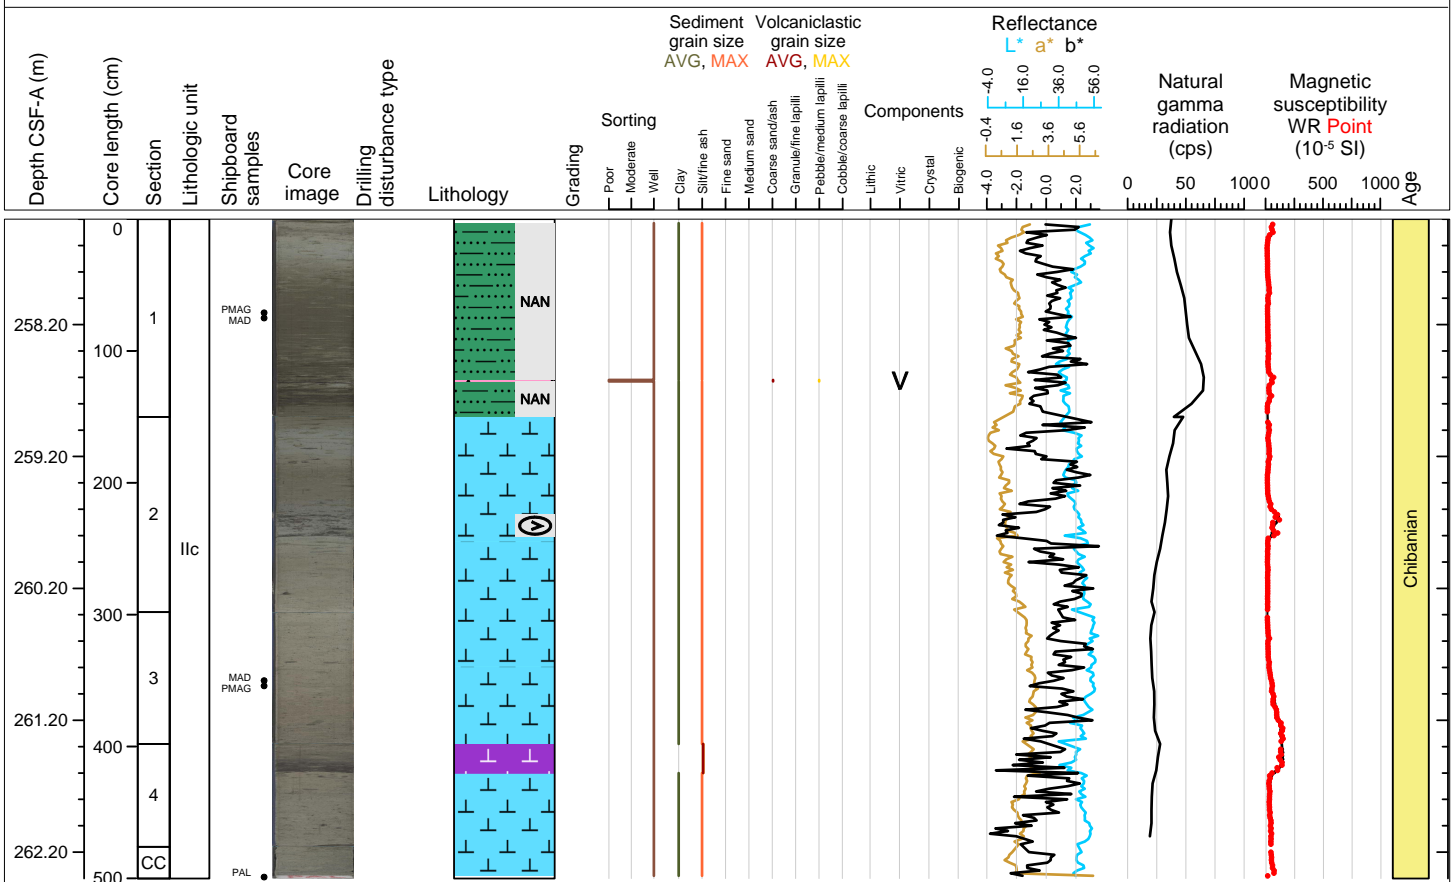 Depth CSF-A (m)
Core length (cm)
Section
Lithologic unit
Shipboard
samples
Core
image
Drilling
disturbance type
Lithology
Grading
Sorting
Poor
Moderate
Well
Sediment
grain size
AVG, MAX
Volcaniclastic
grain size
AVG, MAX
Clay
Silt/fine ash
Fine sand
Medium sand
Coarse sand/ash
Granule/fine lapilli
Pebble/medium lapilli
Cobble/coarse lapilli
Components
Lithic
Vitric
Crystal
Biogenic
Reflectance
L* a* b*
-4.0 16.0 36.0 56.0
-0.4 1.6 3.6 5.6
-4.0 -2.0 0.0 2.0
Natural
gamma
radiation
(cps)
0 50 100
Magnetic
susceptibility
WR Point
(10-5 SI)
0 0 500 1000
Age
0
1
PMAG
MAD
NAN
258.20
100
V
NAN
259.20
200
2
V
IIc
Chibanian
260.20
300
3
MAD
PMAG
261.20
400
4
262.20
CC
PAL
500